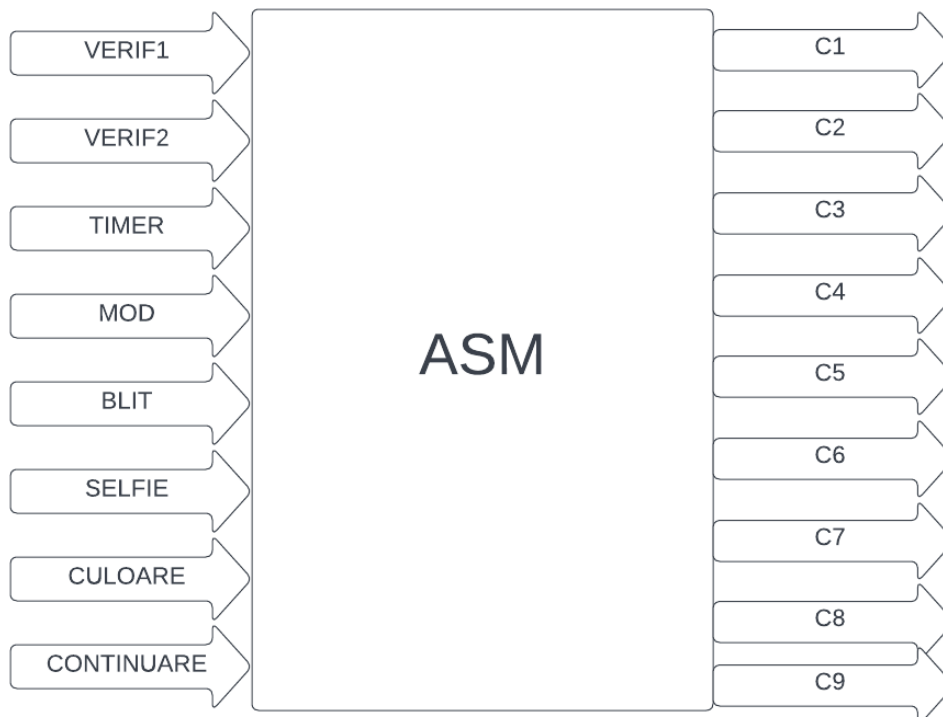 VERIF1
VERIF2
TIMER
MOD
BLIT
SELFIE
CULOARE
CONTINUARE
ASM
C1
C2
C3
C4
C5
C6
C7
C8
C9